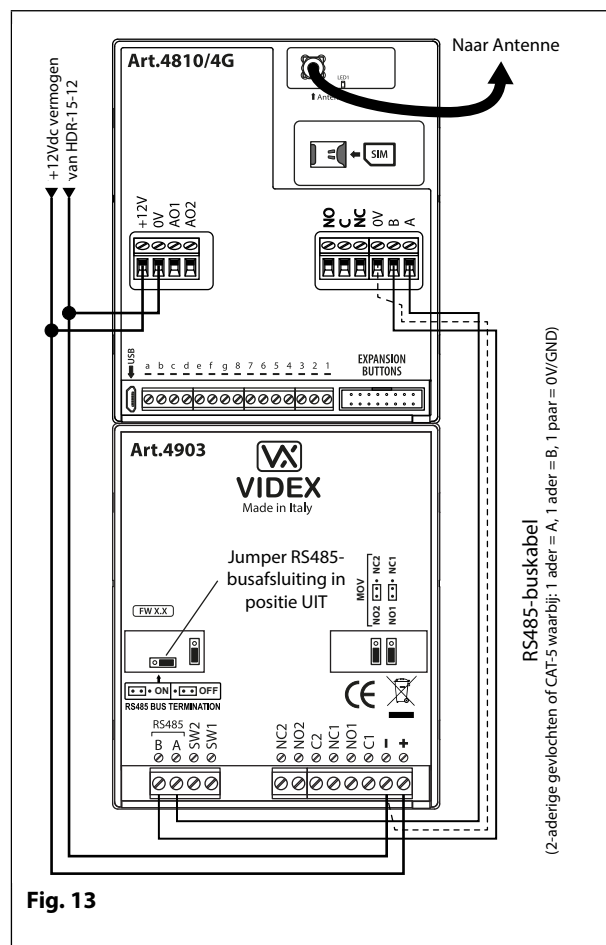 Art.4810/4G
Naar Antenne
LED1
SIM
+12Vdc vermogen
van HDR-15-12
+12V
0V
AO1
AO2
NO
C
NC
0V
B
A
USB
a b c d e f g 8 7 6 5 4 3 2 1
EXPANSION
BUTTONS
Art.4903
VIDEX
Made in Italy
Jumper RS485-
busafsluiting in
positie UIT
FW X.X
MOV
NO2 NC2
NO1 NC1
ON OFF
RS485 BUS TERMINATION
CE
RS485
B
A
SW2
SW1
NC2
NO2
C2
NC1
NO1
C1
–
+
RS485-buskabel
(2-aderige gevlochten of CAT-5 waarbij: 1 ader = A, 1 ader = B, 1 paar = 0V/GND)
Fig. 13